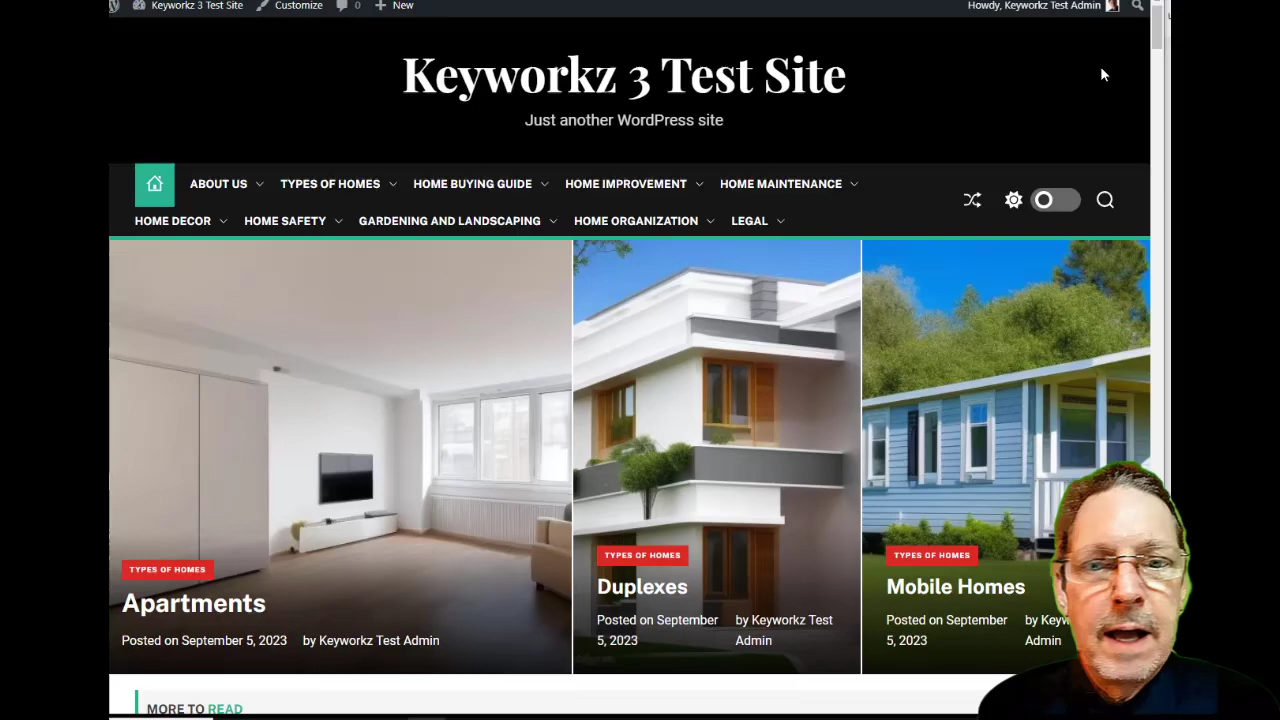 Keyworkz 3 Test Site Customize 0 New Howdy, Keyworkz Test Admin
Keyworkz 3 Test Site
Just another WordPress site
ABOUT US TYPES OF HOMES HOME BUYING GUIDE HOME IMPROVEMENT HOME MAINTENANCE
HOME DECOR HOME SAFETY GARDENING AND LANDSCAPING HOME ORGANIZATION LEGAL
TYPES OF HOMES
Apartments
Posted on September 5, 2023 by Keyworkz Test Admin
TYPES OF HOMES
Duplexes
Posted on September
5, 2023
by Keyworkz Test
Admin
TYPES OF HOMES
Mobile Homes
Posted on September
5, 2023
by
Admin
MORE TO READ